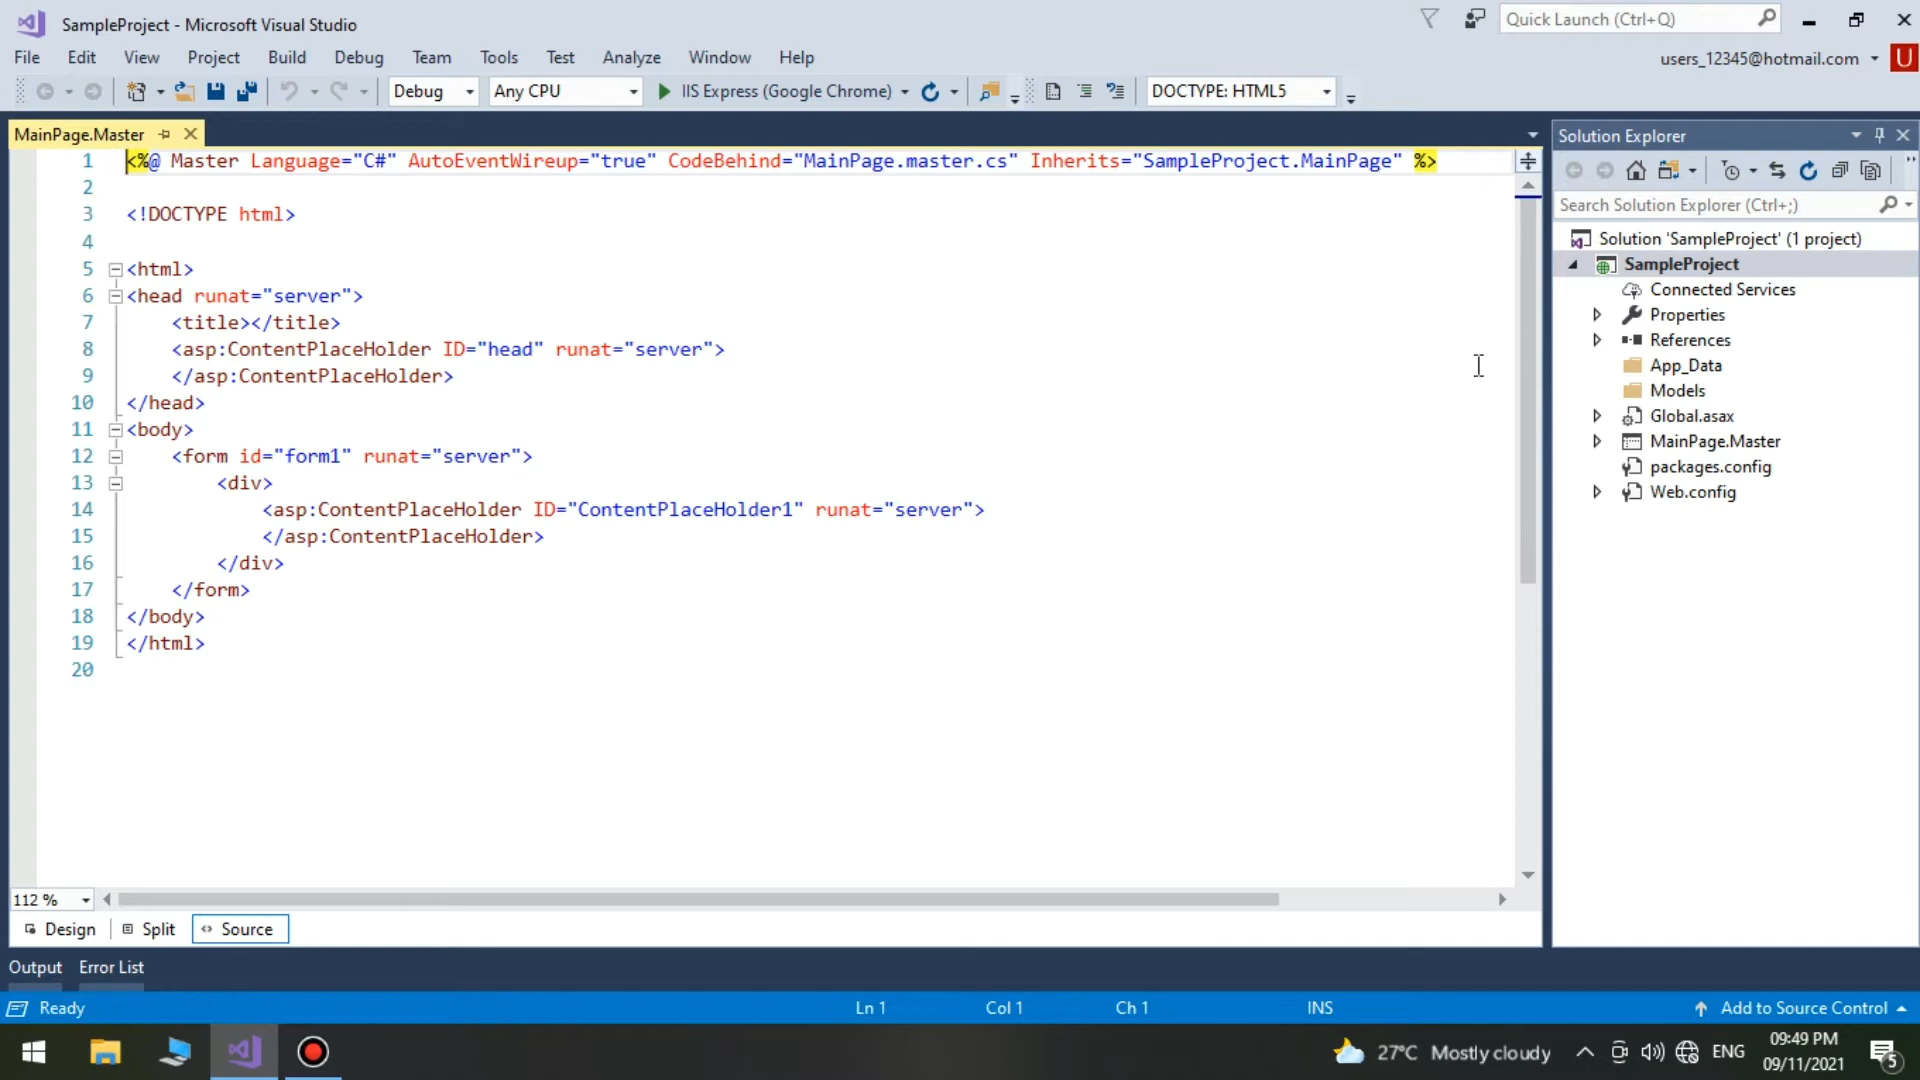 SampleProject - Microsoft Visual Studio
Quick Launch (Ctrl+Q)
File Edit View Project Build Debug Team Tools Test Analyze Window Help
users_12345@hotmail.com U
Debug Any CPU IIS Express (Google Chrome) DOCTYPE: HTML5
MainPage.Master
1 <%@ Master Language="C#" AutoEventWireup="true" CodeBehind="MainPage.master.cs" Inherits="SampleProject.MainPage" %>
2
3 <!DOCTYPE html>
4
5 <html>
6 <head runat="server">
7 <title></title>
8 <asp:ContentPlaceHolder ID="head" runat="server">
9 </asp:ContentPlaceHolder>
10 </head>
11 <body>
12 <form id="form1" runat="server">
13 <div>
14 <asp:ContentPlaceHolder ID="ContentPlaceHolder1" runat="server">
15 </asp:ContentPlaceHolder>
16 </div>
17 </form>
18 </body>
19 </html>
20
112 %
Design Split Source
Solution Explorer
Search Solution Explorer (Ctrl+;)
Solution 'SampleProject' (1 project)
SampleProject
Connected Services
Properties
References
App_Data
Models
Global.asax
MainPage.Master
packages.config
Web.config
Output Error List
Ready Ln 1 Col 1 Ch 1 INS Add to Source Control
27°C Mostly cloudy ENG
09:49 PM
09/11/2021
5